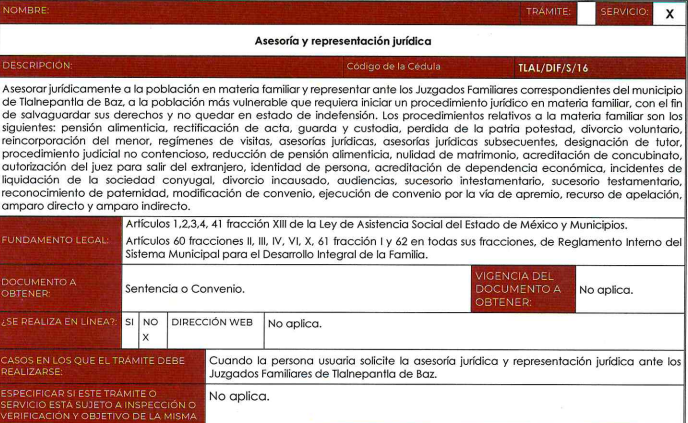 NOMBRE: TRÁMITE: SERVICIO: X
Asesoría y representación jurídica
DESCRIPCIÓN: Código de la Cédula TLAL/DIF/S/16
Asesorar jurídicamente a la población en materia familiar y representar ante los Juzgados Familiares correspondientes del municipio
de Tlalnepantla de Baz, a la población más vulnerable que requiera iniciar un procedimiento jurídico en materia familiar, con el fin
de salvaguardar sus derechos y no quedar en estado de indefensión. Los procedimientos relativos a la materia familiar son los
siguientes: pensión alimenticia, rectificación de acta, guarda y custodia, perdida de la patria potestad, divorcio voluntario,
reincorporación del menor, regímenes de visitas, asesorías jurídicas, asesorías jurídicas subsecuentes, designación de tutor,
procedimiento judicial no contencioso, reducción de pensión alimenticia, nulidad de matrimonio, acreditación de concubinato,
autorización del juez para salir del extranjero, identidad de persona, acreditación de dependencia económica, incidentes de
liquidación de la sociedad conyugal, divorcio incausado, audiencias, sucesorio intestamentario, sucesorio testamentario,
reconocimiento de paternidad, modificación de convenio, ejecución de convenio por la vía de apremio, recurso de apelación,
amparo directo y amparo indirecto.
FUNDAMENTO LEGAL:
Artículos 1,2,3,4, 41 fracción XIII de la Ley de Asistencia Social del Estado de México y Municipios.
Artículos 60 fracciones II, III, IV, VI, X, 61 fracción I y 62 en todas sus fracciones, de Reglamento Interno del
Sistema Municipal para el Desarrollo Integral de la Familia.
DOCUMENTO A
OBTENER:
Sentencia o Convenio.
VIGENCIA DEL
DOCUMENTO A
OBTENER:
No aplica.
¿SE REALIZA EN LÍNEA?: SI NO DIRECCIÓN WEB No aplica.
X
CASOS EN LOS QUE EL TRÁMITE DEBE
REALIZARSE:
Cuando la persona usuaria solicite la asesoría jurídica y representación jurídica ante los
Juzgados Familiares de Tlalnepantla de Baz.
ESPECIFICAR SI ESTE TRÁMITE O
SERVICIO ESTÁ SUJETO A INSPECCIÓN O
VERIFICACIÓN Y OBJETIVO DE LA MISMA
No aplica.